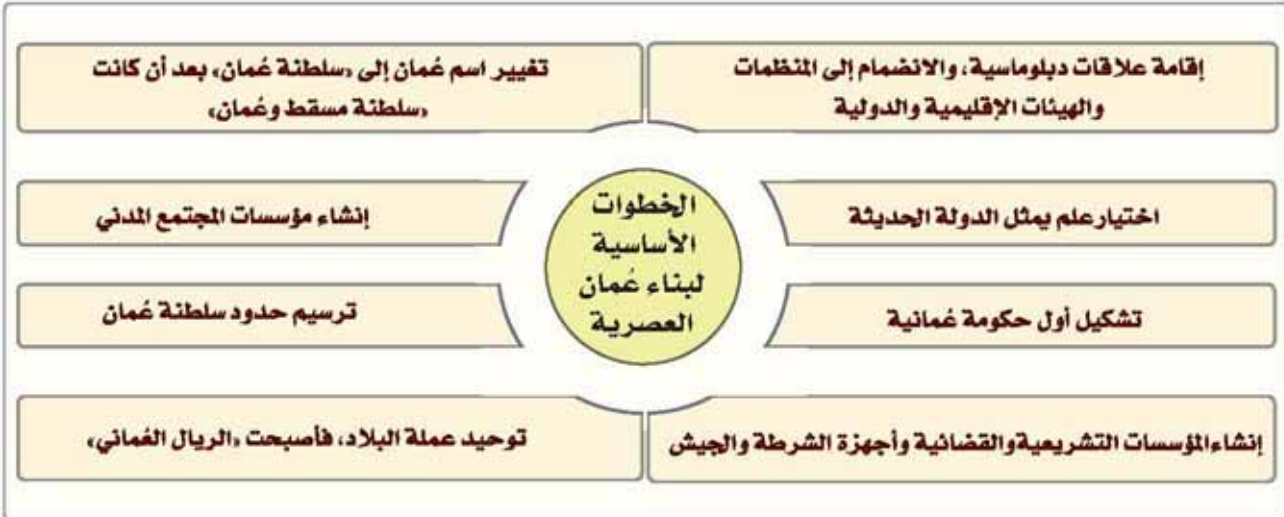 إقامة علاقات دبلوماسية، والانضمام إلى المنظمات
والهيئات الإقليمية والدولية
تغيير اسم عُمان إلى «سلطنة عُمان» بعد أن كانت
«سلطنة مسقط وعُمان»
الخطوات
الأساسية
لبناء عُمان
العصرية
اختيار علم يمثل الدولة الحديثة
إنشاء مؤسسات المجتمع المدني
تشكيل أول حكومة عُمانية
ترسيم حدود سلطنة عُمان
إنشاء المؤسسات التشريعية والقضائية وأجهزة الشرطة والجيش
توحيد عملة البلاد، فأصبحت «الريال العُماني»